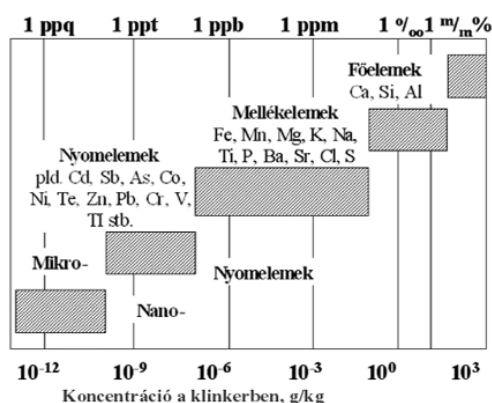 1 ppq 1 ppt 1 ppb 1 ppm 1 º/ₒₒ 1 ᵐ/ₘ%
Főelemek
Ca, Si, Al
Mellékelemek
Fe, Mn, Mg, K, Na,
Ti, P, Ba, Sr, Cl, S
Nyomelemek
pld. Cd, Sb, As, Co,
Ni, Te, Zn, Pb, Cr, V,
Tl stb.
Mikro-
Nyomelemek
Nano-
10⁻¹² 10⁻⁹ 10⁻⁶ 10⁻³ 10⁰ 10³
Koncentráció a klinkerben, g/kg